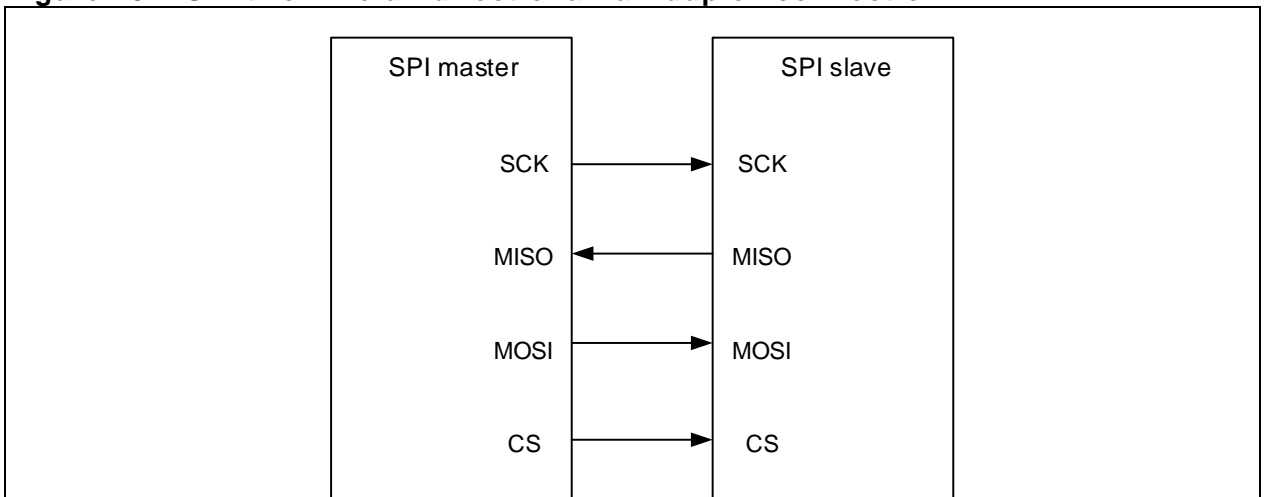 SPI master SPI slave
SCK SCK
MISO MISO
MOSI MOSI
CS CS